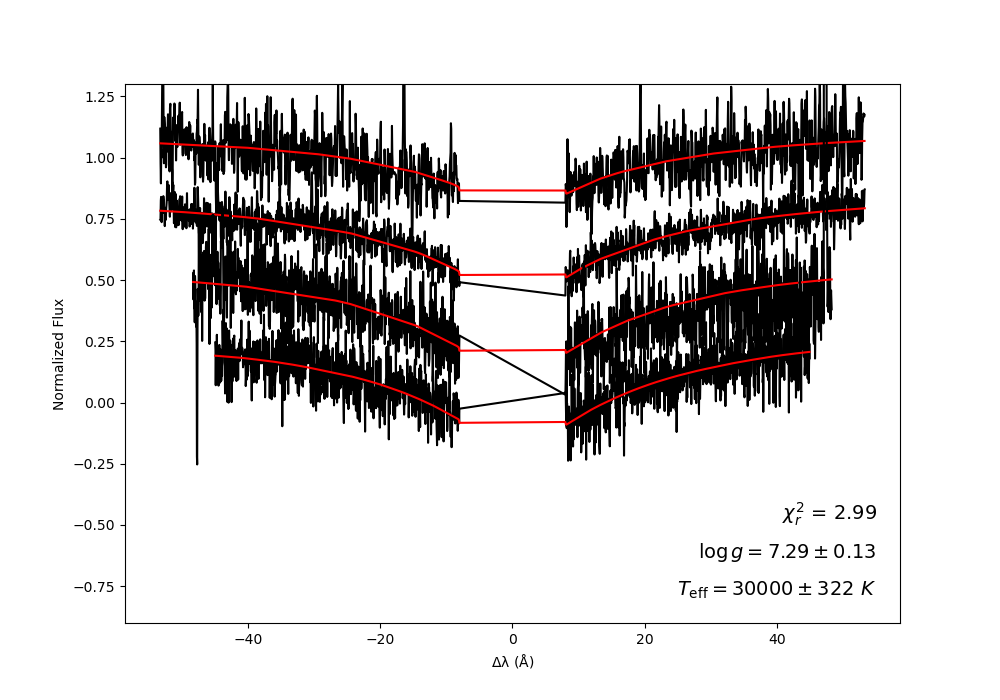 1.25
1.00
0.75
0.50
0.25
0.00
−0.25
−0.50
−0.75
Normalized Flux
−40
−20
0
20
40
Δλ (Å)
χ²ᵣ = 2.99
log g = 7.29 ± 0.13
T_eff = 30000 ± 322 K